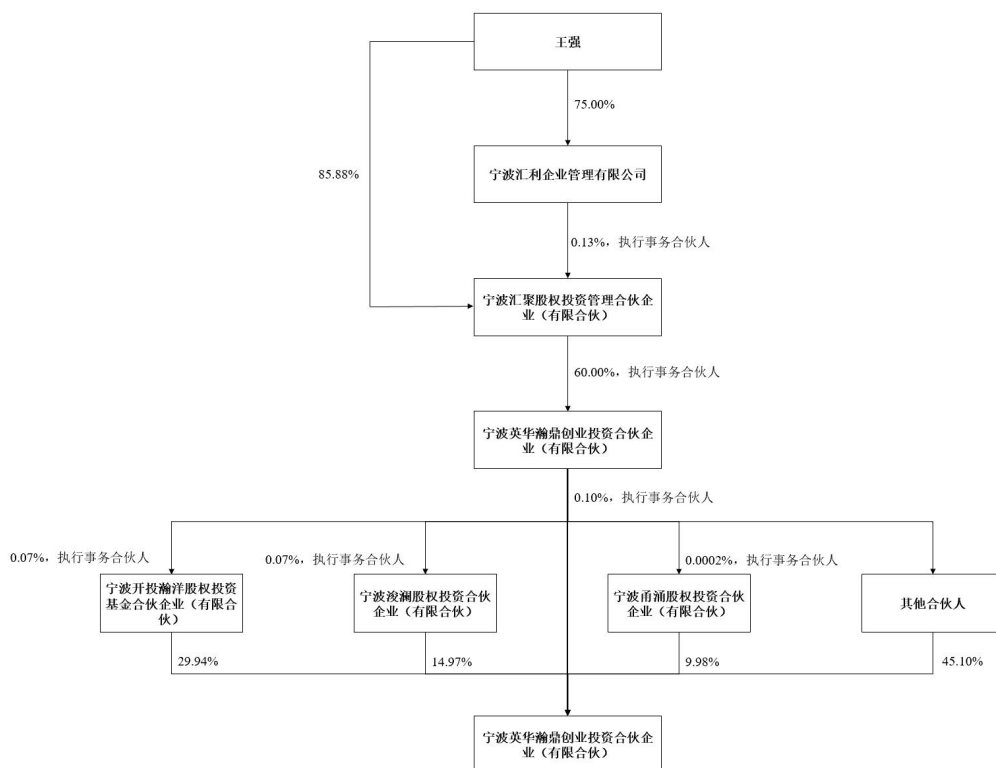 王强
75.00%
85.88%
宁波汇利企业管理有限公司
0.13%，执行事务合伙人
宁波汇聚股权投资管理合伙企
业（有限合伙）
60.00%，执行事务合伙人
宁波英华瀚鼎创业投资合伙企
业（有限合伙）
0.10%，执行事务合伙人
0.07%，执行事务合伙人
0.07%，执行事务合伙人
0.0002%，执行事务合伙人
宁波开投瀚洋股权投资
基金合伙企业（有限合
伙）
宁波浚澜股权投资合伙
企业（有限合伙）
宁波甬涌股权投资合伙
企业（有限合伙）
其他合伙人
29.94%
14.97%
9.98%
45.10%
宁波英华瀚鼎创业投资合伙企
业（有限合伙）